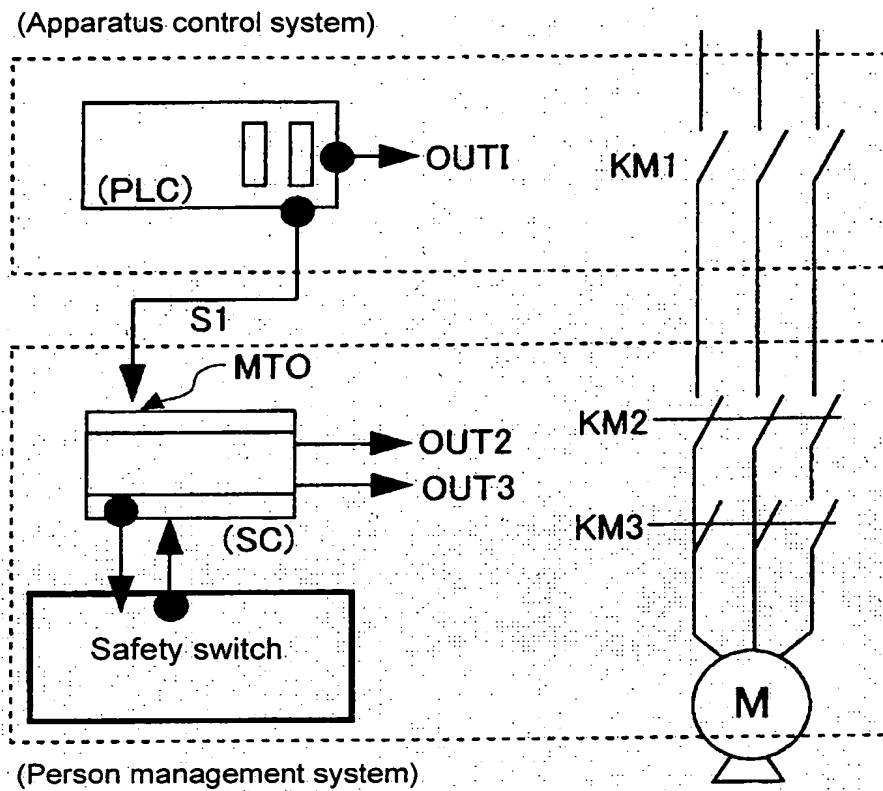 (Apparatus control system)
OUTI
KM1
(PLC)
S1
MTO
KM2
OUT2
OUT3
KM3
(SC)
Safety switch
M
(Person management system)